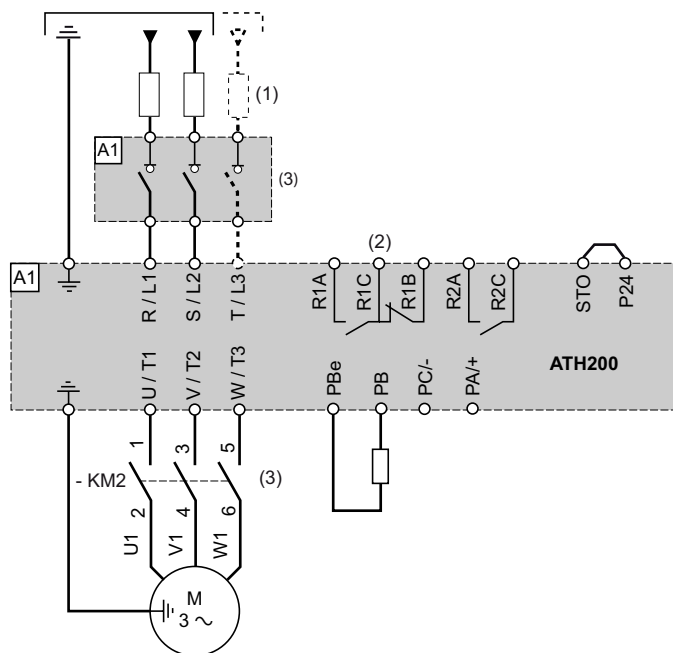 (1)
A1
(3)
(2)
A1
R / L1
S / L2
T / L3
R1A
R1C
R1B
R2A
R2C
STO
P24
ATH200
U / T1
V / T2
W / T3
PBe
PB
PC/-
PA/+
1
3
5
- KM2
(3)
2
4
6
U1
V1
W1
M
3 ~